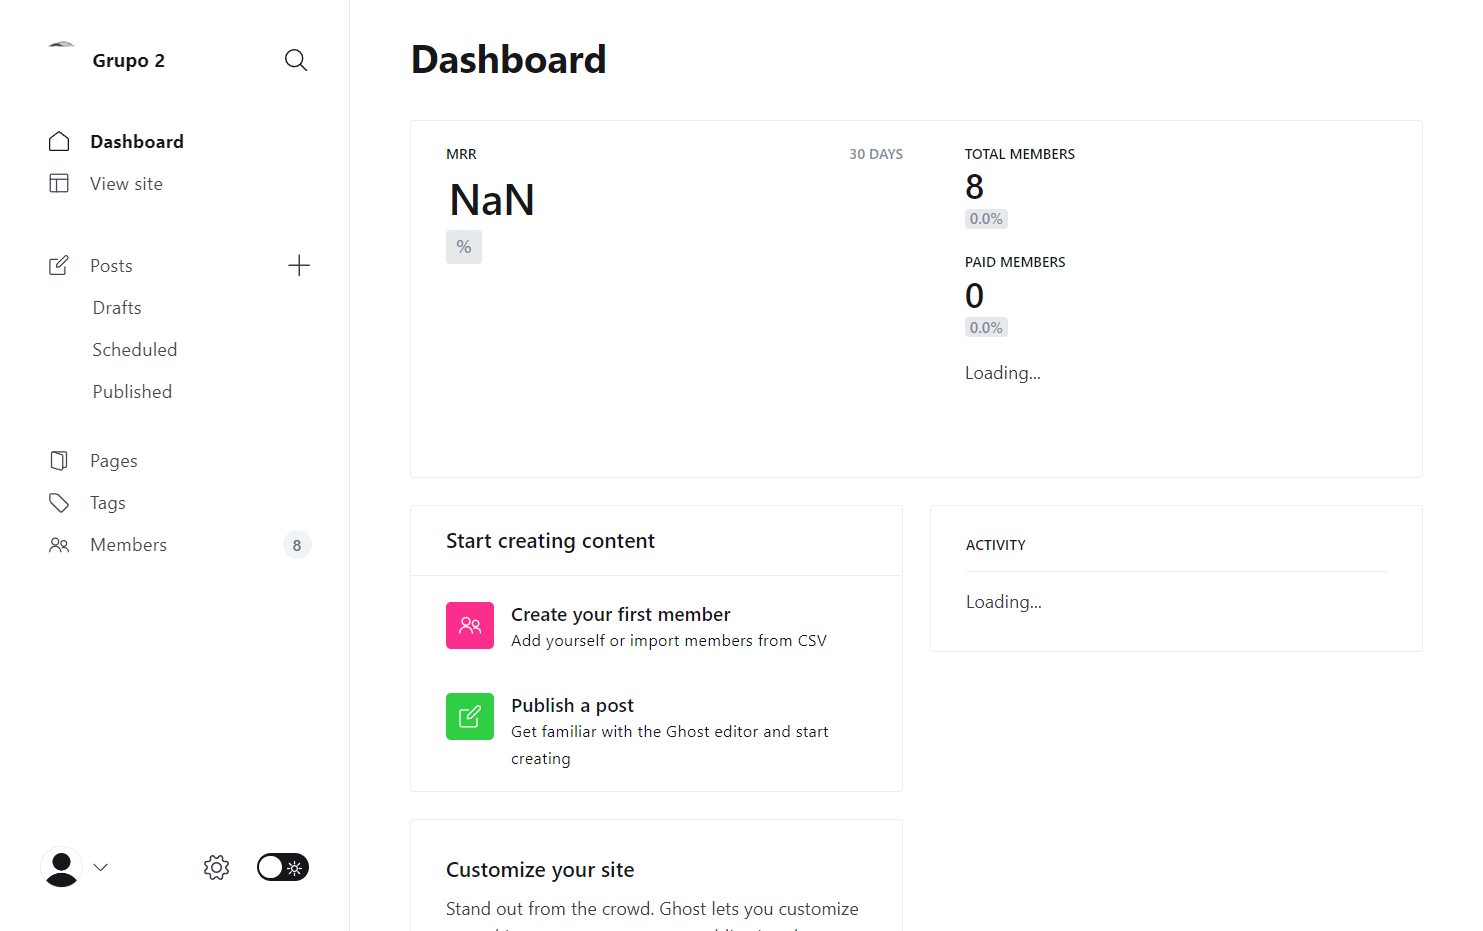 Grupo 2
Dashboard
View site
Posts
Drafts
Scheduled
Published
Pages
Tags
Members
8
Dashboard
MRR
30 DAYS
NaN
%
TOTAL MEMBERS
8
0.0%
PAID MEMBERS
0
0.0%
Loading...
Start creating content
Create your first member
Add yourself or import members from CSV
Publish a post
Get familiar with the Ghost editor and start
creating
ACTIVITY
Loading...
Customize your site
Stand out from the crowd. Ghost lets you customize